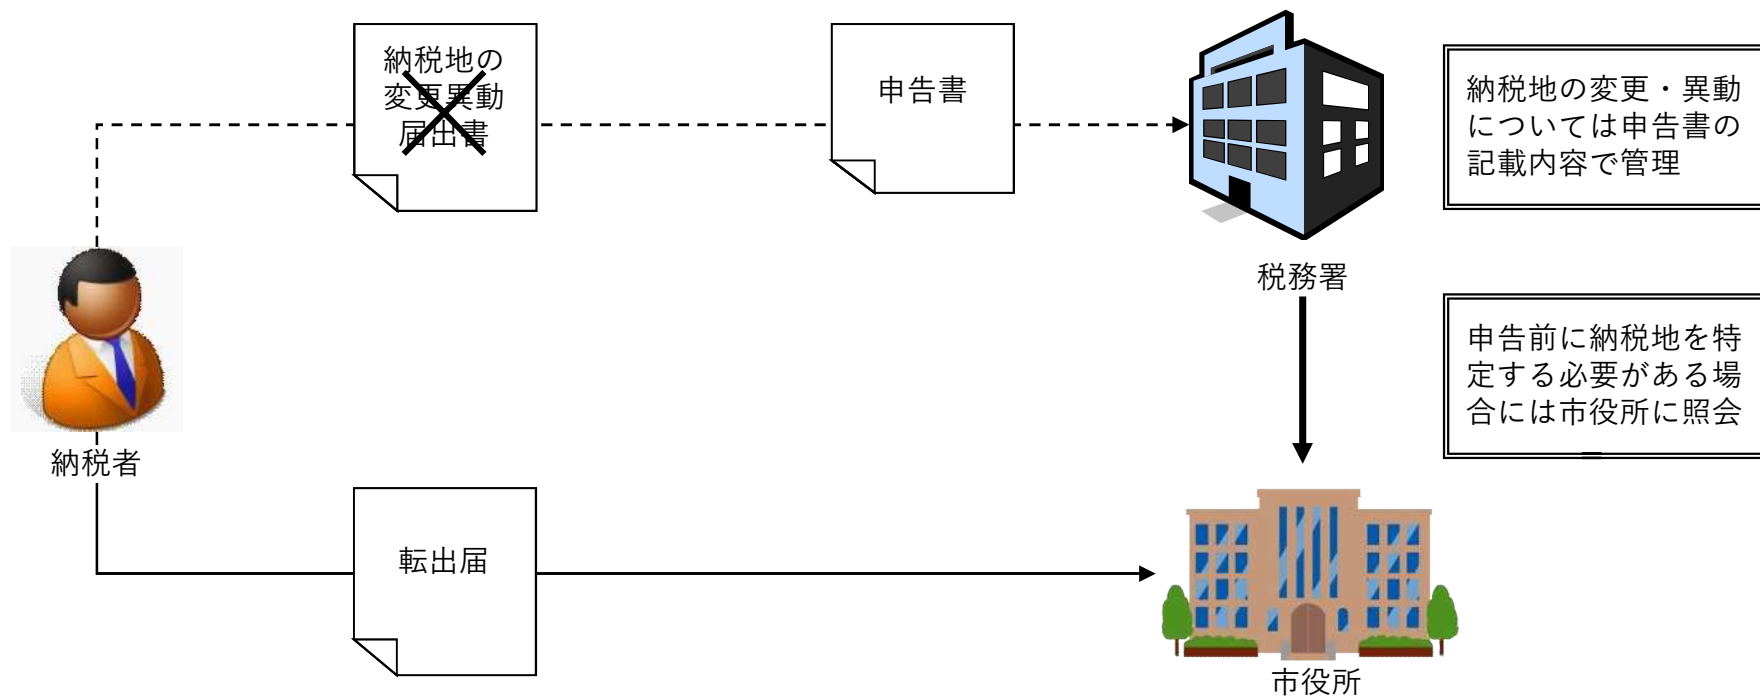 納税地の
変更異動
届出書
申告書
納税地の変更・異動
については申告書の
記載内容で管理
税務署
申告前に納税地を特
定する必要がある場
合には市役所に照会
納税者
転出届
市役所